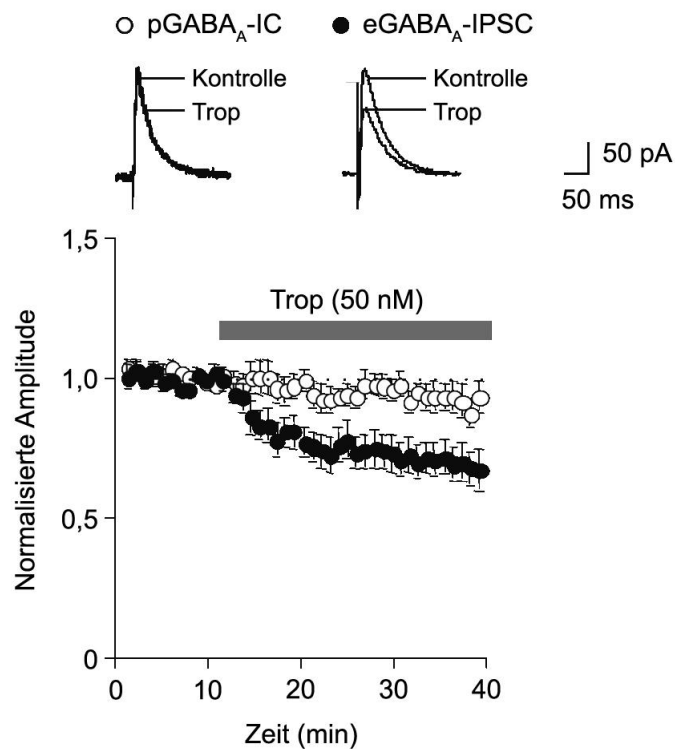 pGABA_A-IC
eGABA_A-IPSC
Kontrolle
Trop
Kontrolle
Trop
50 pA
50 ms
1,5
1,0
0,5
0
Normalisierte Amplitude
Trop (50 nM)
0
10
20
30
40
Zeit (min)